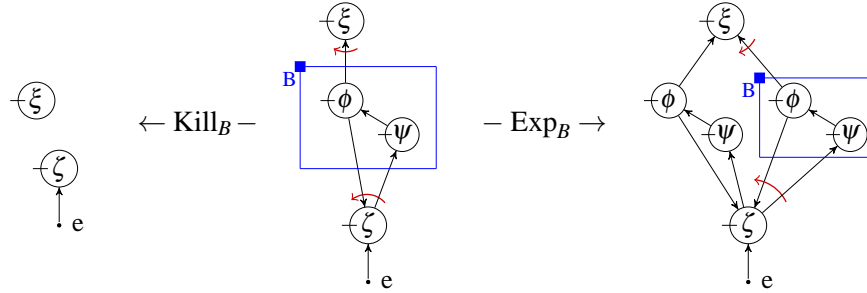 ξ ξ ξ
B B
ξ ← Kill_B – ϕ – Exp_B → ϕ ϕ
ψ ψ ψ
ζ ζ ζ
e e e